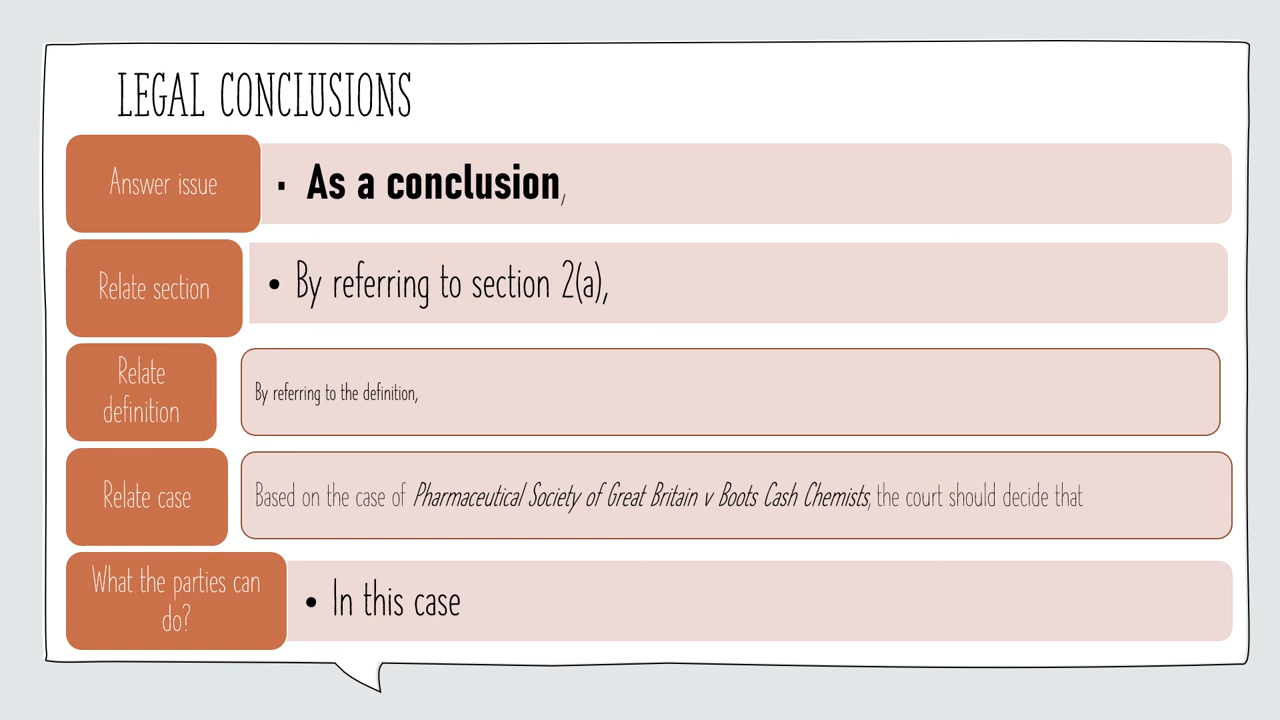 LEGAL CONCLUSIONS
Answer issue
▪ As a conclusion,
Relate section
• By referring to section 2(a),
Relate
definition
By referring to the definition,
Relate case
Based on the case of Pharmaceutical Society of Great Britain v Boots Cash Chemists, the court should decide that
What the parties can
do?
• In this case